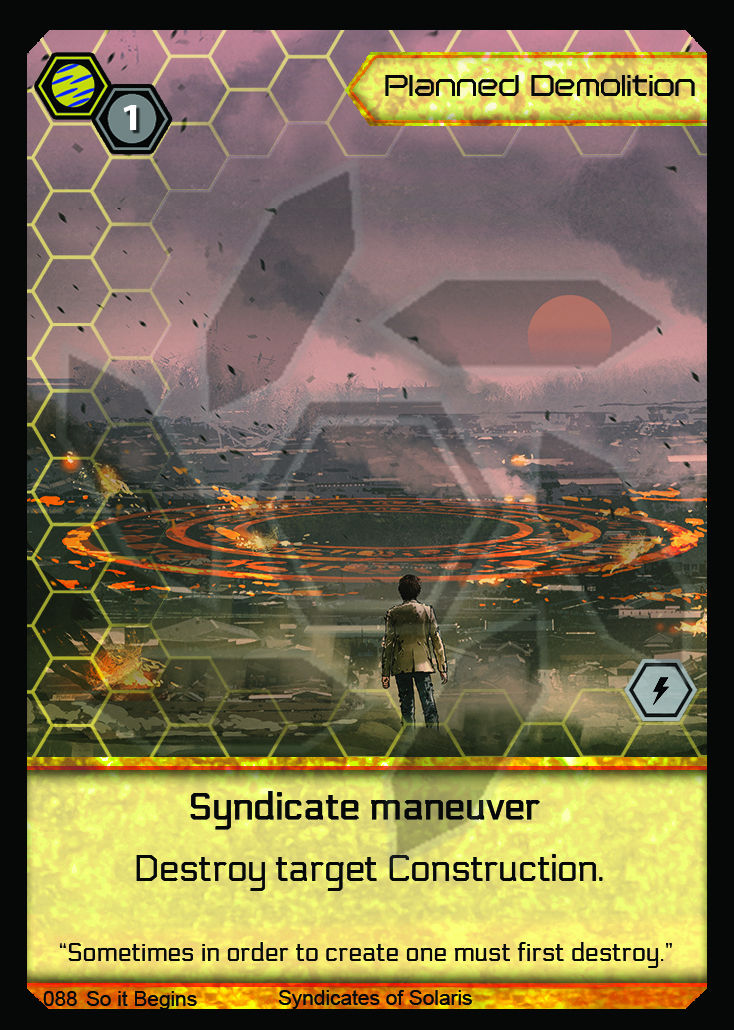 Planned Demolition
1
Syndicate maneuver
Destroy target Construction.
“Sometimes in order to create one must first destroy.”
088 So it Begins Syndicates of Solaris